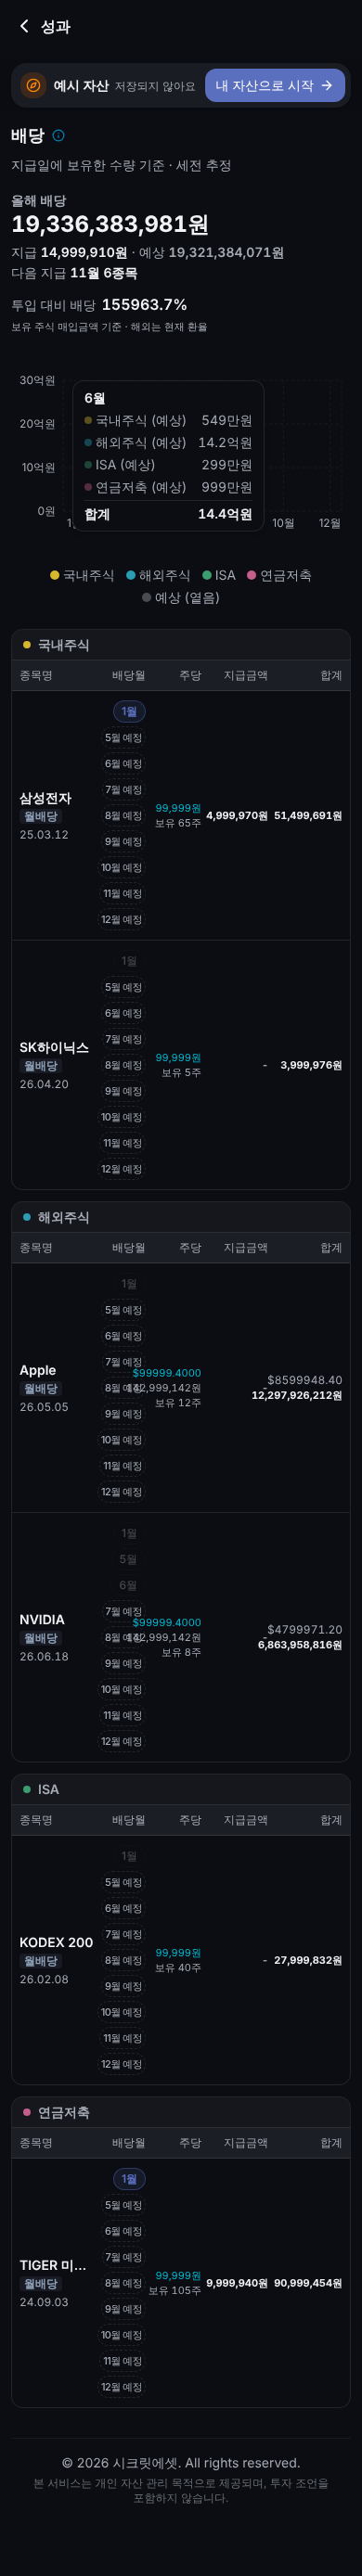 성과
예시 자산 저장되지 않아요 내 자산으로 시작 →
배당
지급일에 보유한 수량 기준 · 세전 추정
올해 배당
19,336,383,981원
지급 14,999,910원 · 예상 19,321,384,071원
다음 지급 11월 6종목
투입 대비 배당 155963.7%
보유 주식 매입금액 기준 · 해외는 현재 환율
30억원
20억원
10억원
0원
6월
국내주식 (예상) 549만원
해외주식 (예상) 14.2억원
ISA (예상) 299만원
연금저축 (예상) 999만원
합계 14.4억원
10월 12월
국내주식 해외주식 ISA 연금저축
예상 (옅음)
국내주식
종목명 배당월 주당 지급금액 합계
삼성전자
월배당
25.03.12
1월
5월 예정
6월 예정
7월 예정
8월 예정
9월 예정
10월 예정
11월 예정
12월 예정
99,999원
보유 65주
4,999,970원 51,499,691원
SK하이닉스
월배당
26.04.20
1월
5월 예정
6월 예정
7월 예정
8월 예정
9월 예정
10월 예정
11월 예정
12월 예정
99,999원
보유 5주
- 3,999,976원
해외주식
종목명 배당월 주당 지급금액 합계
Apple
월배당
26.05.05
1월
5월 예정
6월 예정
7월 예정
8월 예정
9월 예정
10월 예정
11월 예정
12월 예정
$99999.4000
142,999,142원
보유 12주
-
$8599948.40
12,297,926,212원
NVIDIA
월배당
26.06.18
1월
5월
6월
7월 예정
8월 예정
9월 예정
10월 예정
11월 예정
12월 예정
$99999.4000
142,999,142원
보유 8주
-
$4799971.20
6,863,958,816원
ISA
종목명 배당월 주당 지급금액 합계
KODEX 200
월배당
26.02.08
1월
5월 예정
6월 예정
7월 예정
8월 예정
9월 예정
10월 예정
11월 예정
12월 예정
99,999원
보유 40주
- 27,999,832원
연금저축
종목명 배당월 주당 지급금액 합계
TIGER 미...
월배당
24.09.03
1월
5월 예정
6월 예정
7월 예정
8월 예정
9월 예정
10월 예정
11월 예정
12월 예정
99,999원
보유 105주
9,999,940원 90,999,454원
© 2026 시크릿에셋. All rights reserved.
본 서비스는 개인 자산 관리 목적으로 제공되며, 투자 조언을
포함하지 않습니다.